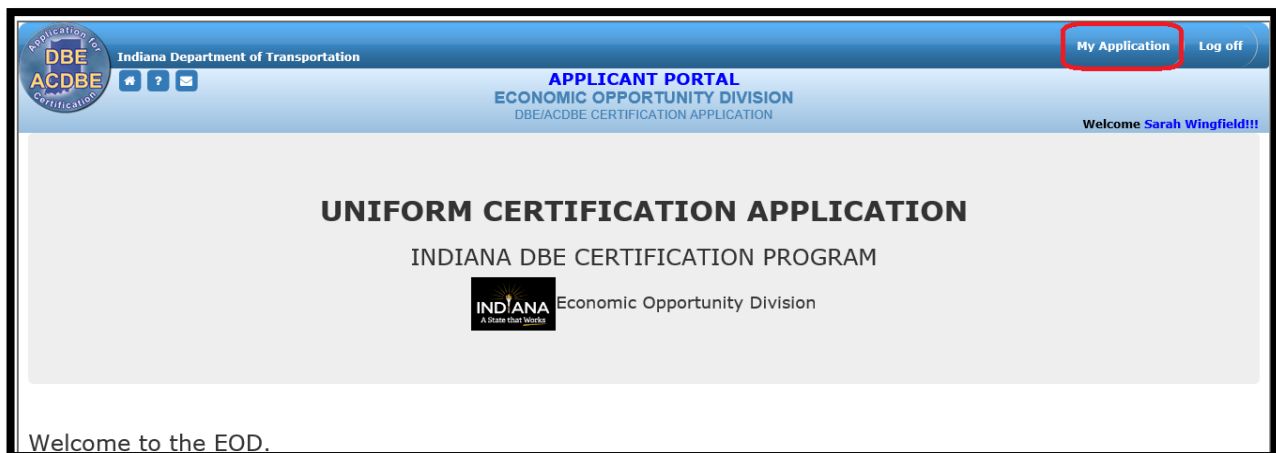 Application for
DBE
ACDBE
Certification
Indiana Department of Transportation
My Application
Log off
?
APPLICANT PORTAL
ECONOMIC OPPORTUNITY DIVISION
DBE/ACDBE CERTIFICATION APPLICATION
Welcome Sarah Wingfield!!!
UNIFORM CERTIFICATION APPLICATION
INDIANA DBE CERTIFICATION PROGRAM
INDIANA
A State that Works
Economic Opportunity Division
Welcome to the EOD.